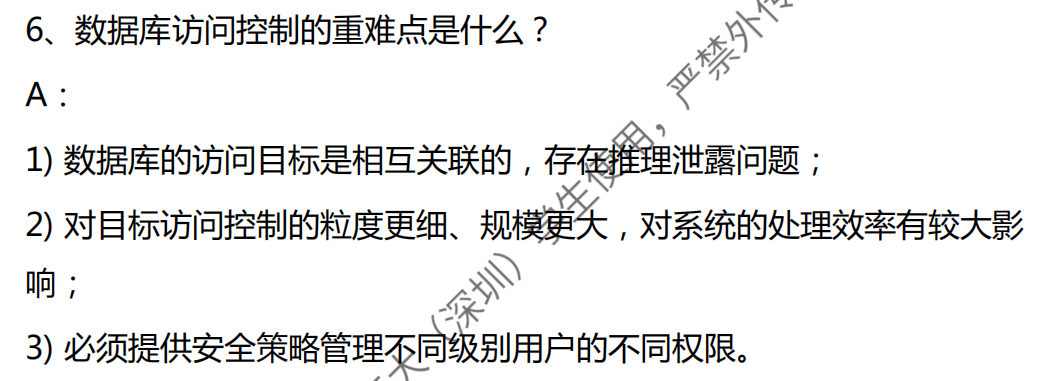 6、数据库访问控制的重难点是什么？
A：
1) 数据库的访问目标是相互关联的，存在推理泄露问题；
2) 对目标访问控制的粒度更细、规模更大，对系统的处理效率有较大影
响；
3) 必须提供安全策略管理不同级别用户的不同权限。
大（深圳）学生使用，严禁外传